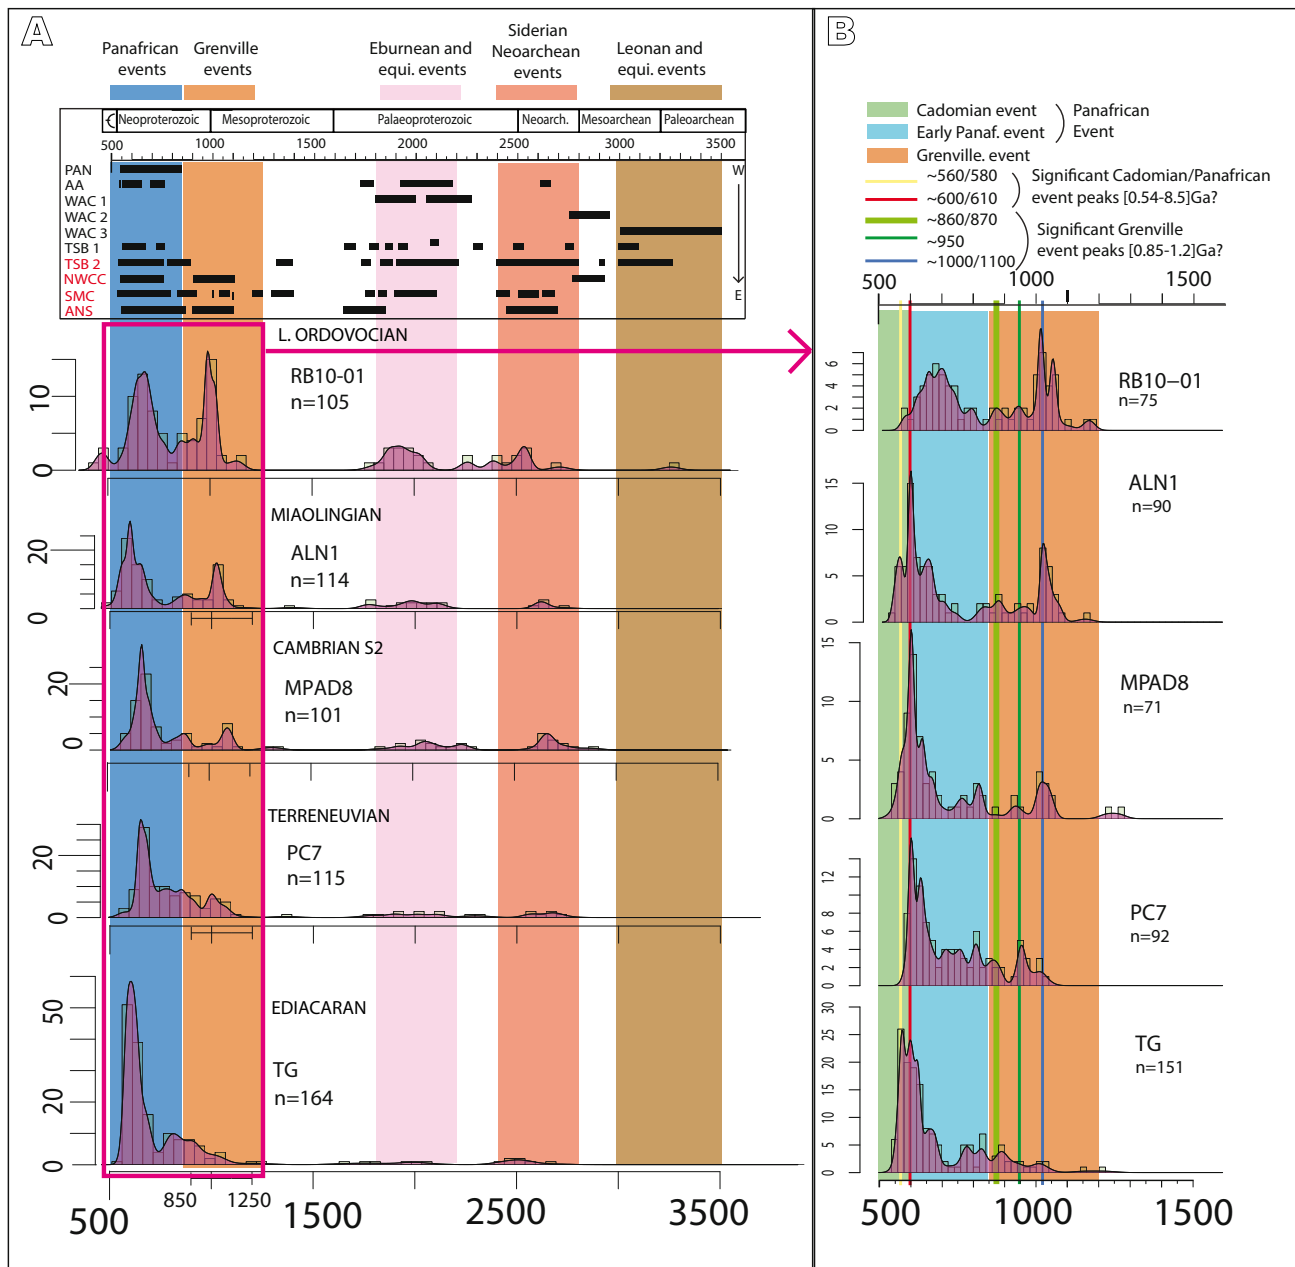 A
Panafrican
events
Grenville
events
Eburnean and
equi. events
Siderian
Neoarchean
events
Leonan and
equi. events
Є Neoproterozoic Mesoproterozoic Palaeoproterozoic Neoarch. Mesoarchean Paleoarchean
500 1000 1500 2000 2500 3000 3500
PAN W
AA
WAC 1
WAC 2
WAC 3
TSB 1
TSB 2
NWCC
SMC E
ANS
L. ORDOVOCIAN
RB10-01
n=105
10
0
MIAOLINGIAN
ALN1
n=114
20
0
CAMBRIAN S2
MPAD8
n=101
20
0
TERRENEUVIAN
PC7
n=115
20
0
EDIACARAN
TG
n=164
50
20
0
850 1250
500 1500 2500 3500
B
Cadomian event
Early Panaf. event
Panafrican
Event
Grenville. event
~560/580
~600/610
Significant Cadomian/Panafrican
event peaks [0.54-8.5]Ga?
~860/870
~950
~1000/1100
Significant Grenville
event peaks [0.85-1.2]Ga?
500 1000 1500
RB10–01
n=75
6
4
2
0
ALN1
n=90
15
10
5
0
MPAD8
n=71
15
10
5
0
PC7
n=92
12
8
6
4
2
0
TG
n=151
30
25
20
15
10
5
0
500 1000 1500